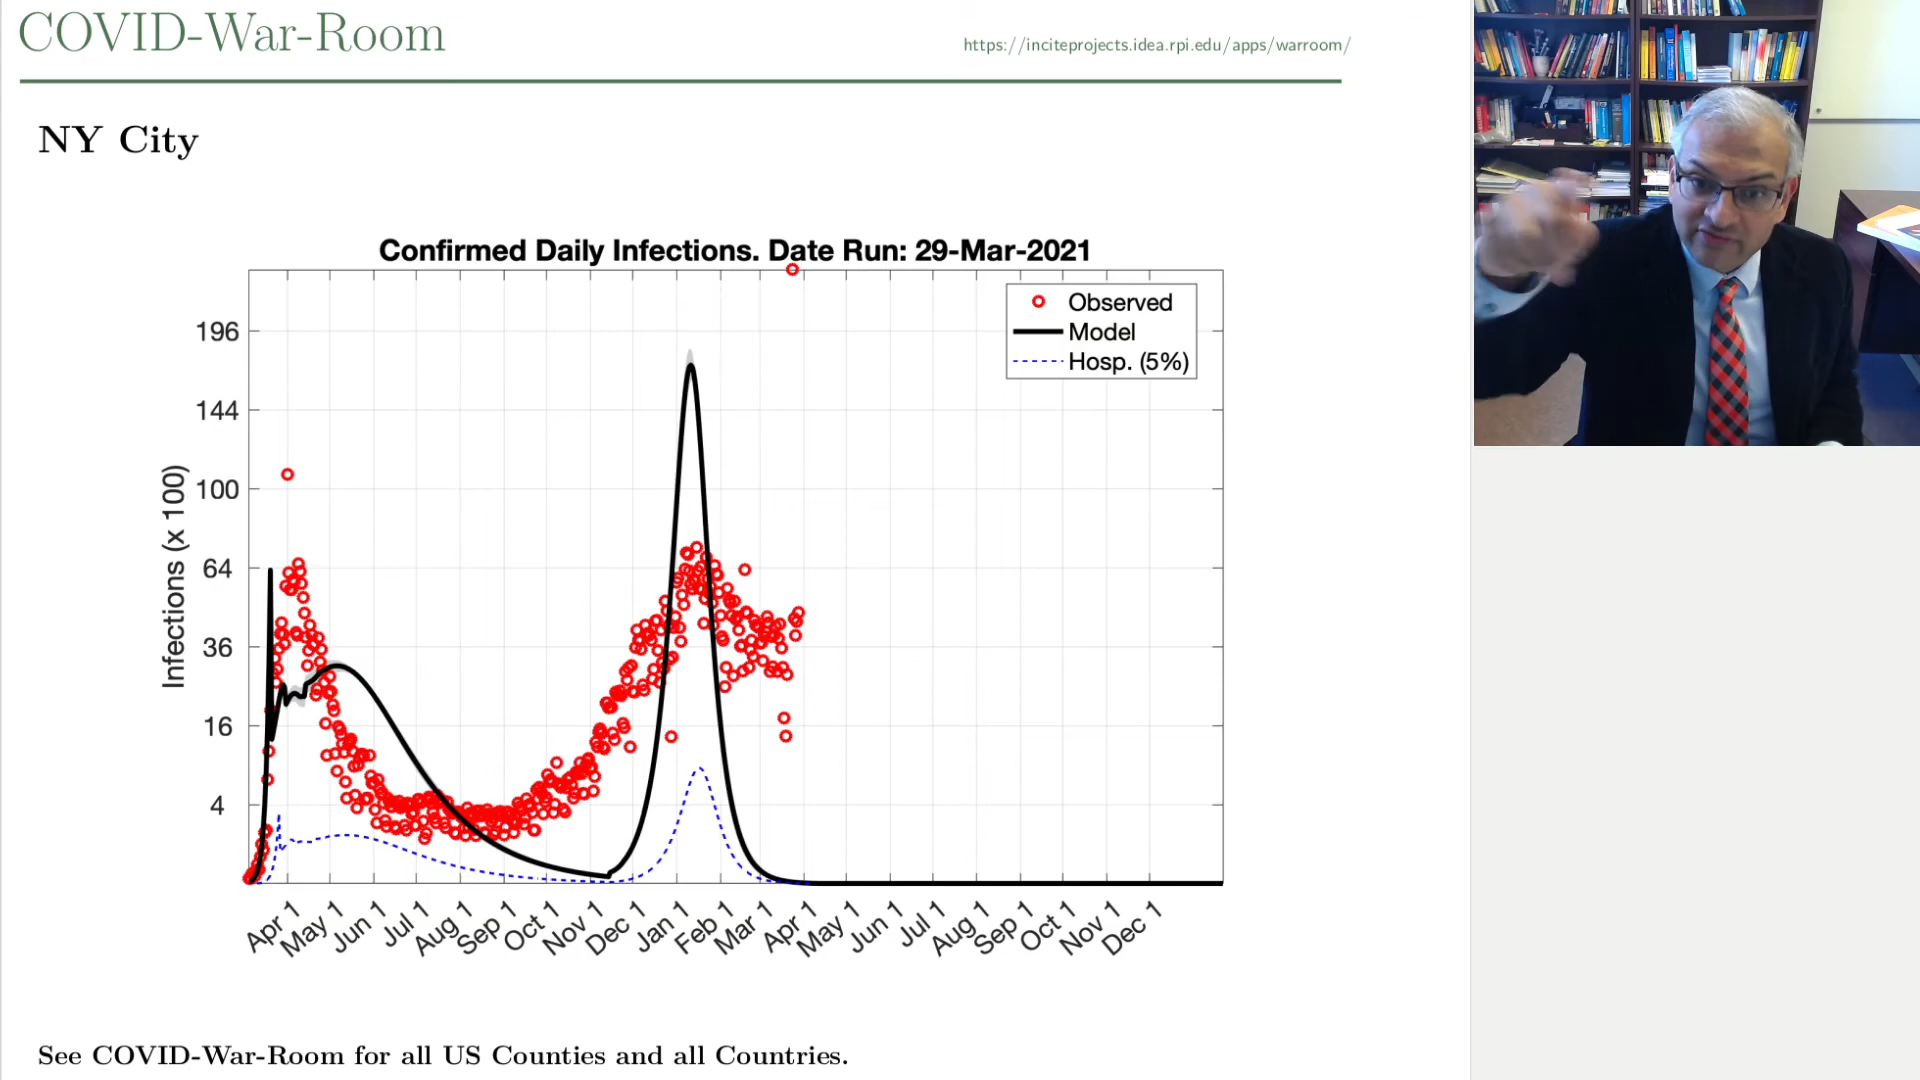 COVID-War-Room
https://inciteprojects.idea.rpi.edu/apps/warroom/
NY City
Confirmed Daily Infections. Date Run: 29-Mar-2021
Observed
Model
Hosp. (5%)
Infections (x 100)
196
144
100
64
36
16
4
Apr 1
May 1
Jun 1
Jul 1
Aug 1
Sep 1
Oct 1
Nov 1
Dec 1
Jan 1
Feb 1
Mar 1
Apr 1
May 1
Jun 1
Jul 1
Aug 1
Sep 1
Oct 1
Nov 1
Dec 1
See COVID-War-Room for all US Counties and all Countries.